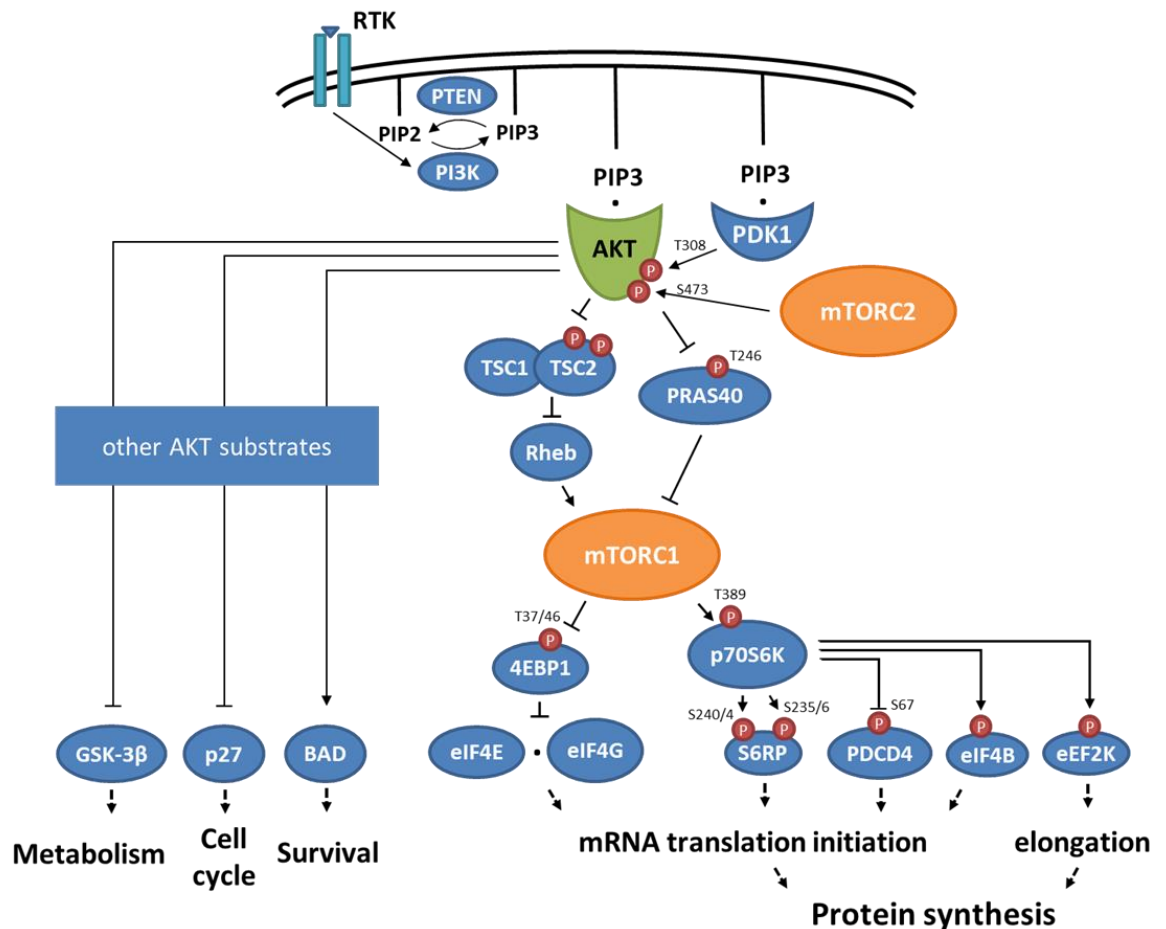 RTK
PTEN
PIP2
PIP3
PI3K
PIP3
PIP3
AKT
PDK1
T308
P
P
S473
mTORC2
TSC1
TSC2
P
P
T246
P
PRAS40
other AKT substrates
Rheb
mTORC1
T37/46
P
4EBP1
T389
P
p70S6K
S240/4
S235/6
S67
P
P
P
P
P
GSK-3β
p27
BAD
eIF4E
eIF4G
S6RP
PDCD4
eIF4B
eEF2K
Metabolism
Cell
cycle
Survival
mRNA translation initiation
elongation
Protein synthesis